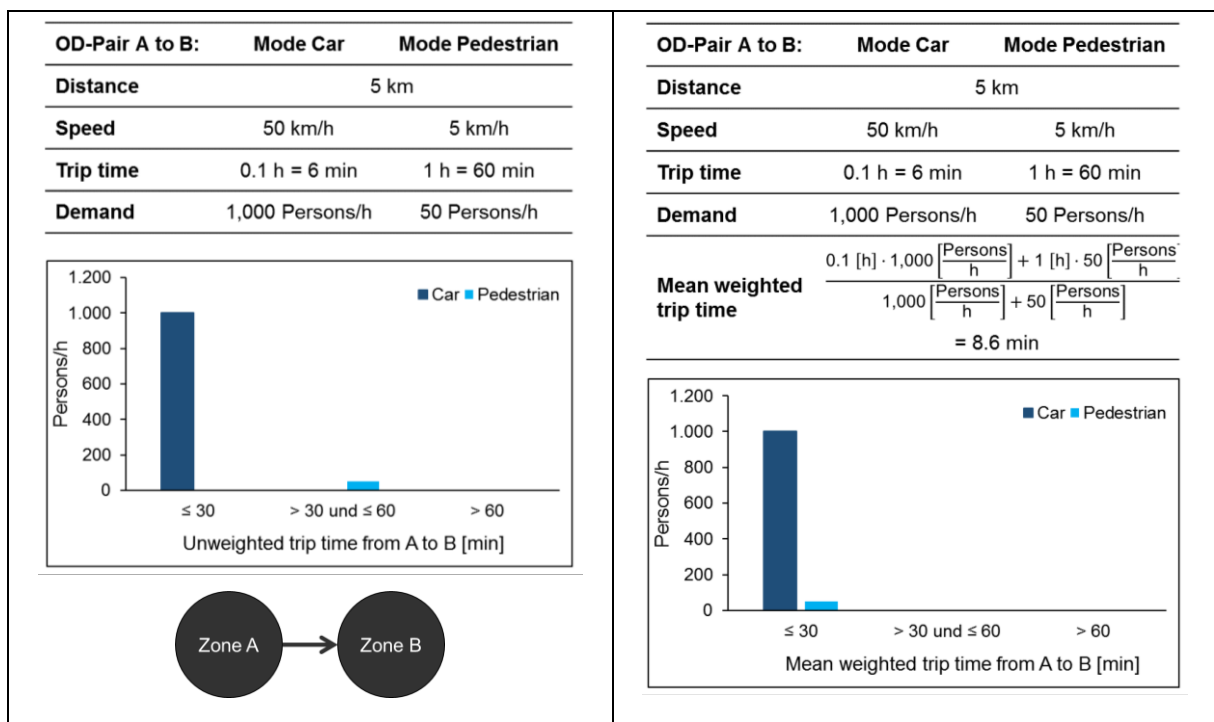 OD-Pair A to B: Mode Car Mode Pedestrian
Distance 5 km
Speed 50 km/h 5 km/h
Trip time 0.1 h = 6 min 1 h = 60 min
Demand 1,000 Persons/h 50 Persons/h
1.200
1.000
800
600
400
200
0
Persons/h
Car Pedestrian
≤ 30 > 30 und ≤ 60 > 60
Unweighted trip time from A to B [min]
Zone A Zone B
OD-Pair A to B: Mode Car Mode Pedestrian
Distance 5 km
Speed 50 km/h 5 km/h
Trip time 0.1 h = 6 min 1 h = 60 min
Demand 1,000 Persons/h 50 Persons/h
Mean weighted trip time
0.1 [h] · 1,000 [Persons/h] + 1 [h] · 50 [Persons/h]
1,000 [Persons/h] + 50 [Persons/h]
= 8.6 min
1.200
1.000
800
600
400
200
0
Persons/h
Car Pedestrian
≤ 30 > 30 und ≤ 60 > 60
Mean weighted trip time from A to B [min]